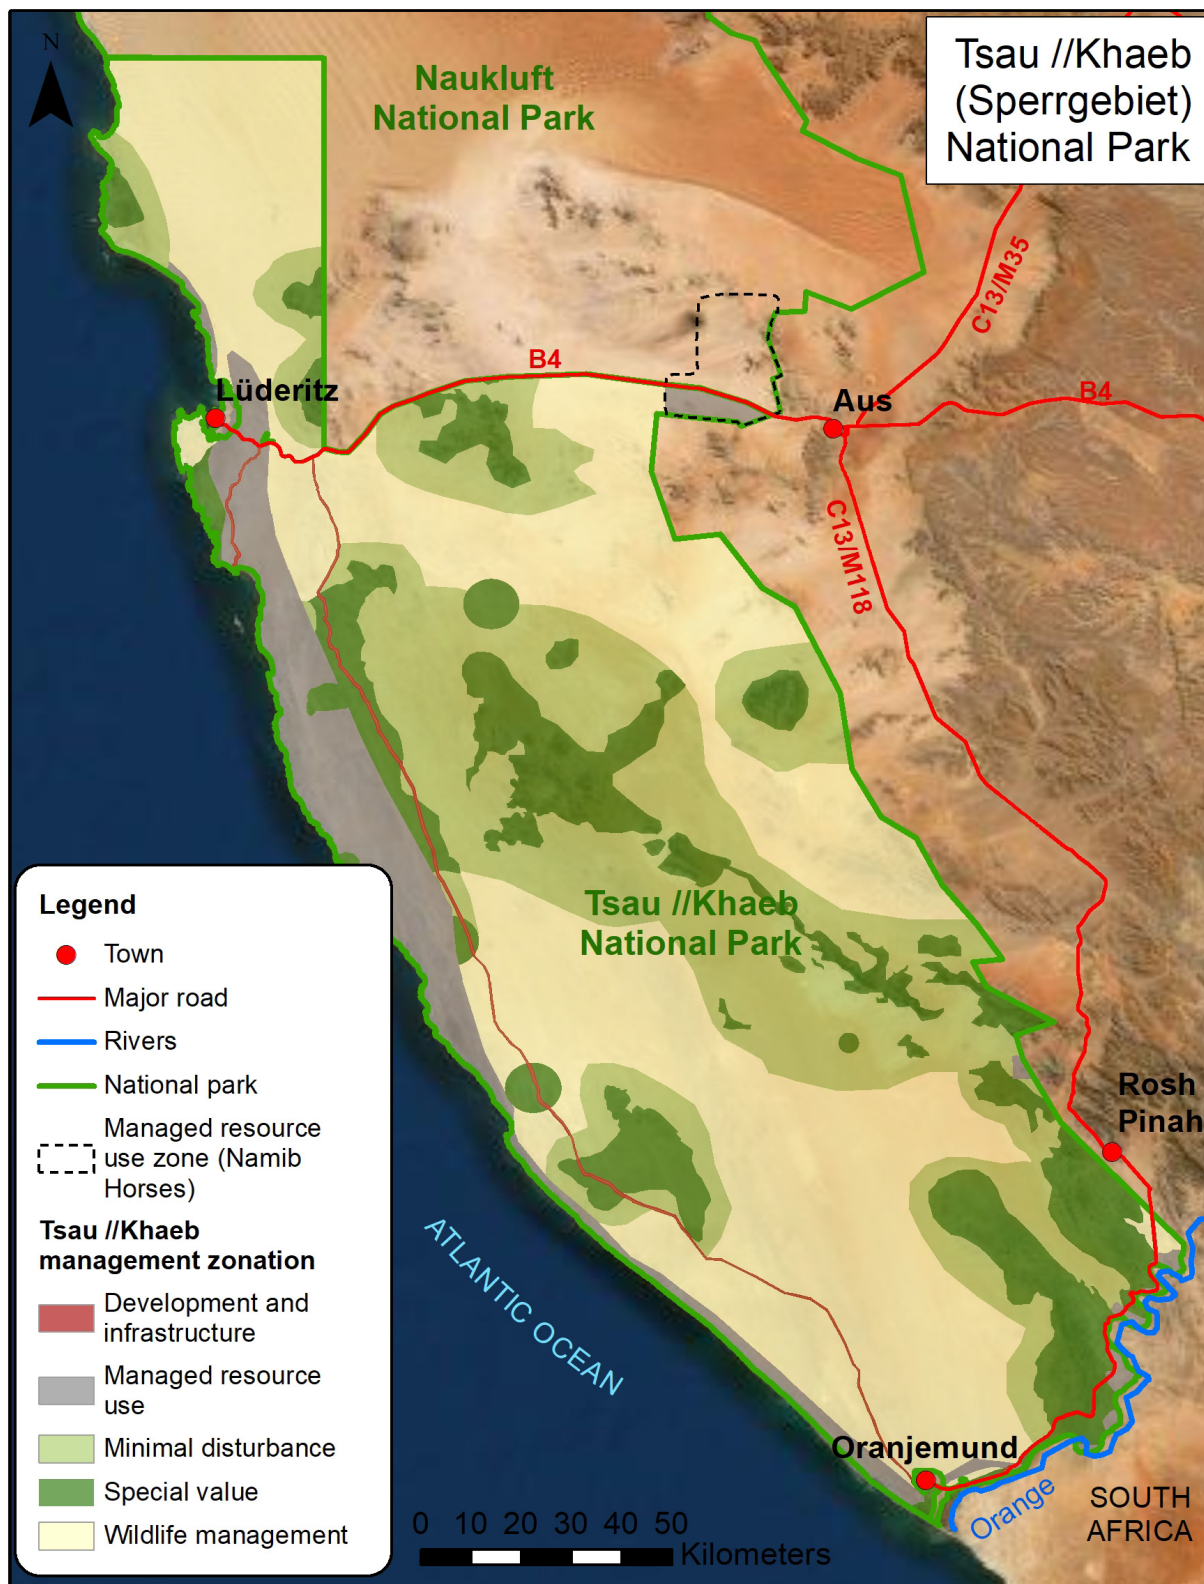 N
Tsau //Khaeb
(Sperrgebiet)
National Park
Naukluft
National Park
C13/M35
B4
Lüderitz
Aus
B4
C13/M118
Tsau //Khaeb
National Park
Rosh
Pinah
ATLANTIC OCEAN
Oranjemund
Orange
SOUTH
AFRICA
Legend
Town
Major road
Rivers
National park
Managed resource
use zone (Namib
Horses)
Tsau //Khaeb
management zonation
Development and
infrastructure
Managed resource
use
Minimal disturbance
Special value
Wildlife management
0 10 20 30 40 50
Kilometers